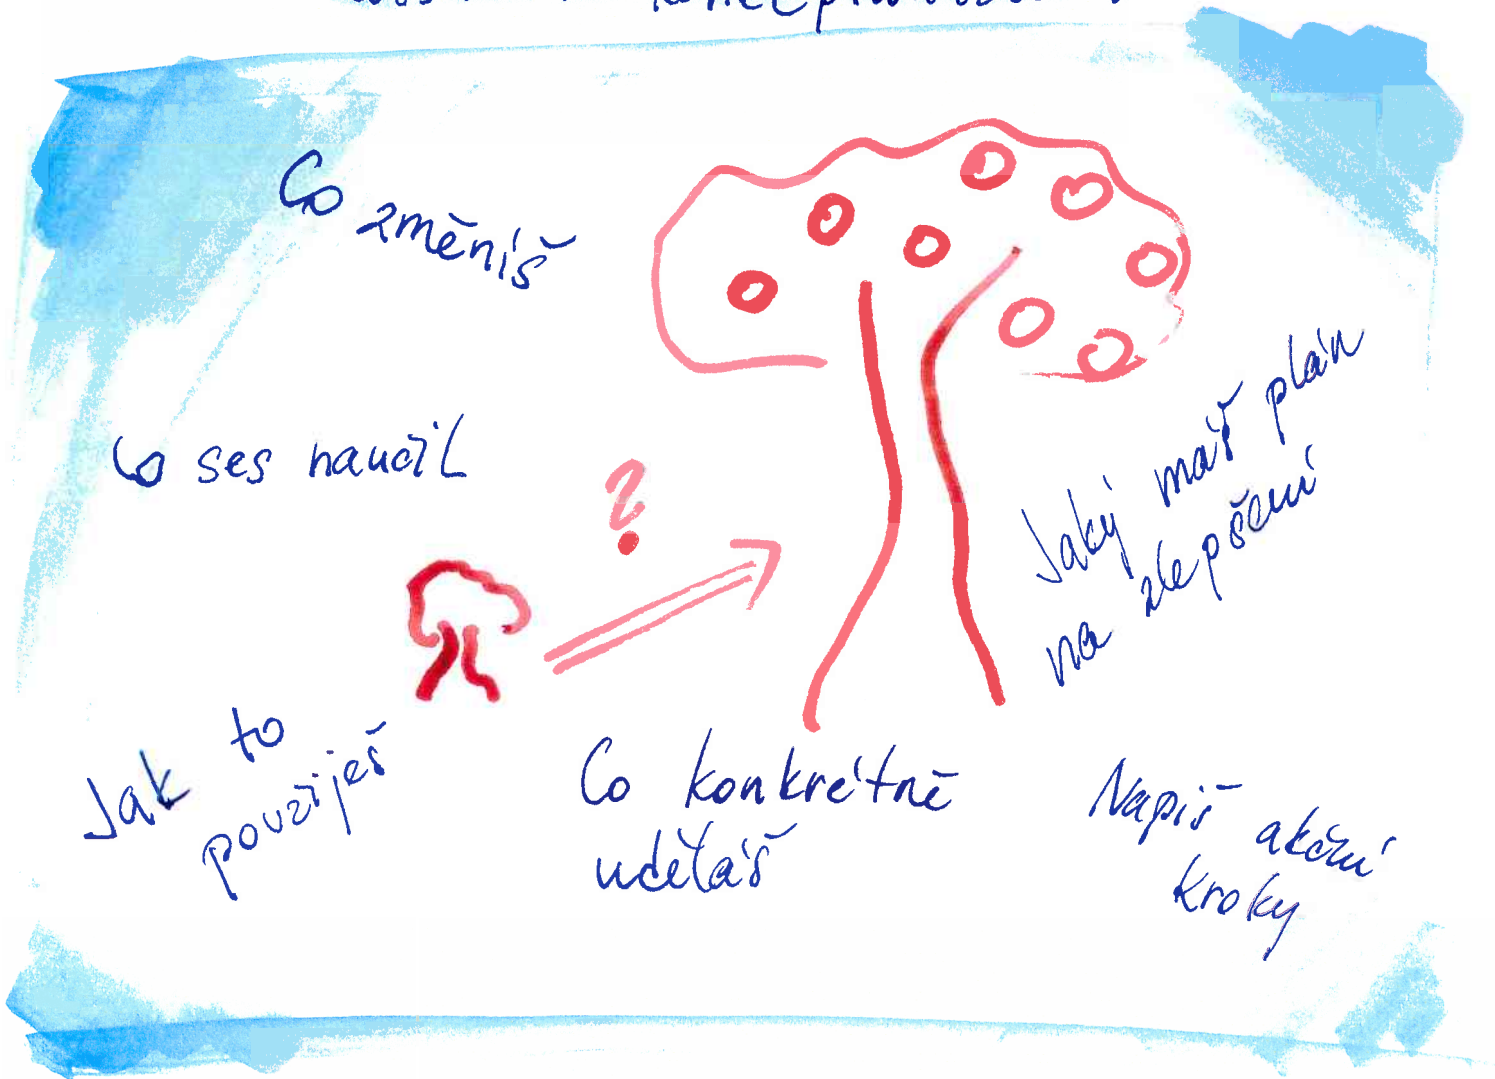 Co změníš
Co ses naučil
?
Jaký máš plán
na zlepšení
Jak to
použiješ
Co konkrétně
uděláš
Napiš akční
kroky